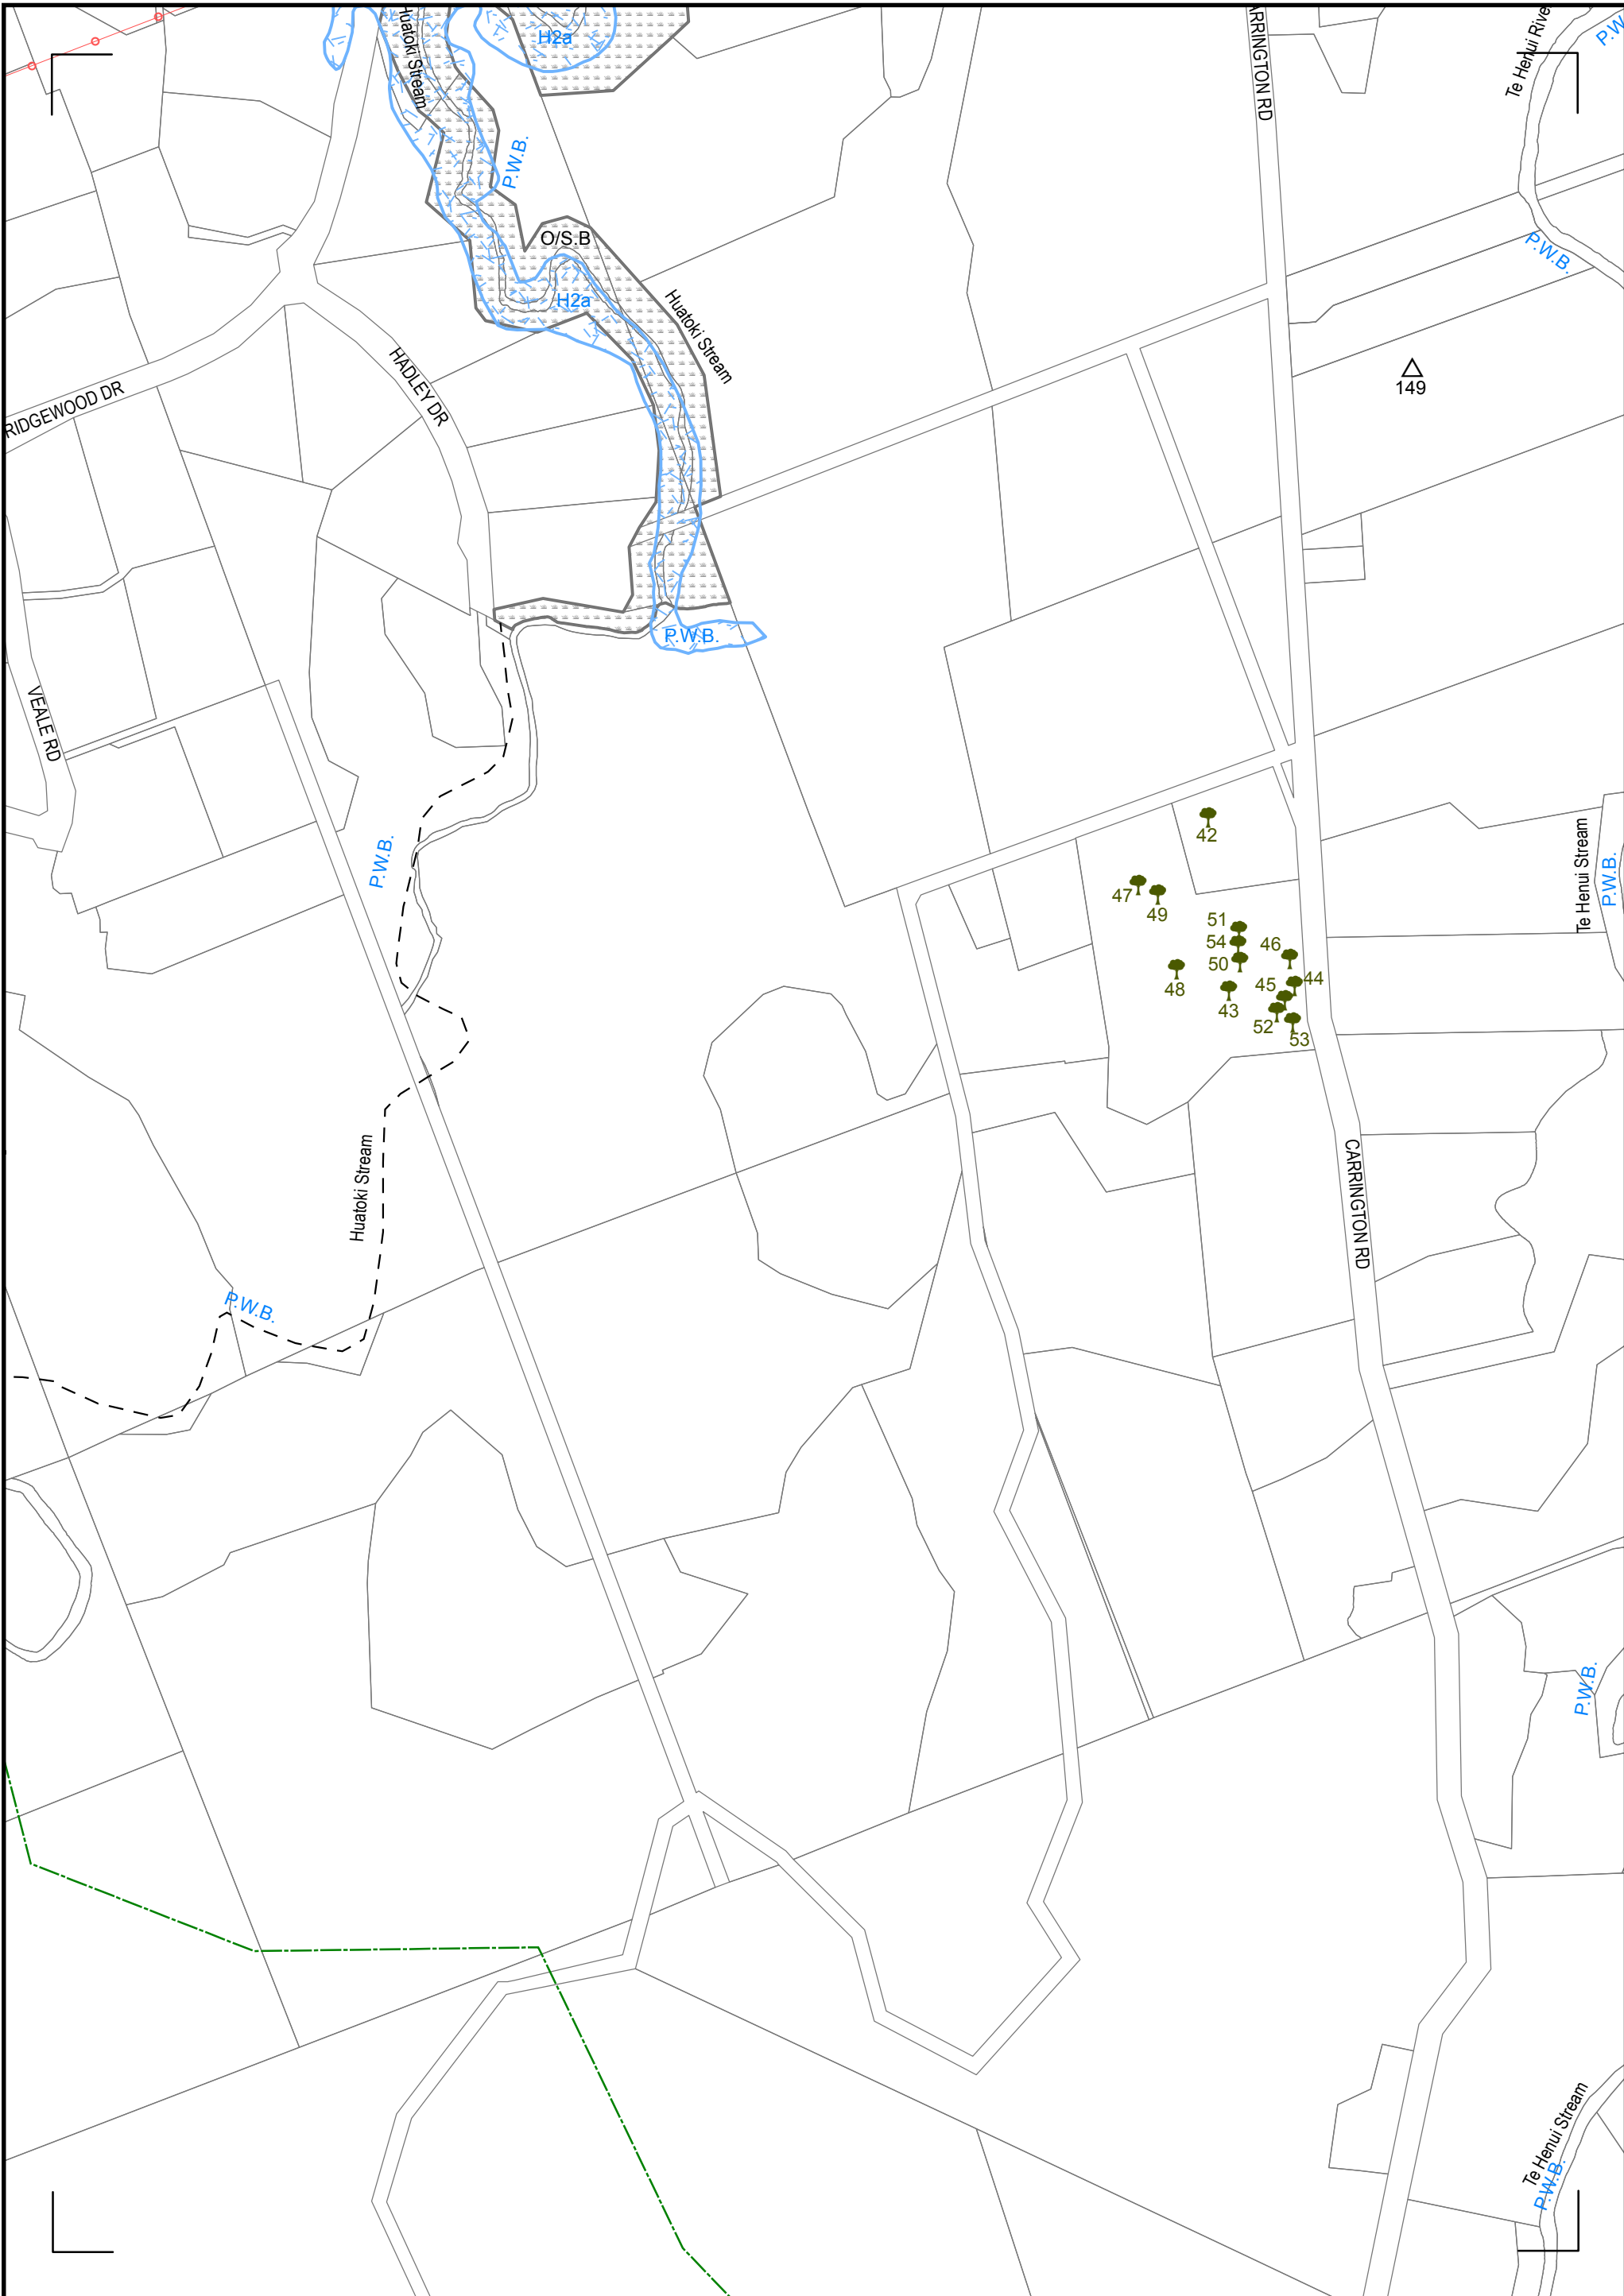 Huatoki Stream
H2a
ARRINGTON RD
Te Henui Rive
P.W
P.W.B.
O/S.B
H2a
P.W.B.
Huatoki Stream
HADLEY DR
RIDGEWOOD DR
149
P.W.B.
VEALE RD
42
P.W.B.
Te Henui Stream
P.W.B.
47
49
51
54
46
50
48
45
44
43
52
53
Huatoki Stream
CARRINGTON RD
P.W.B.
P.W.B.
Te Henui Stream
P.W.B.